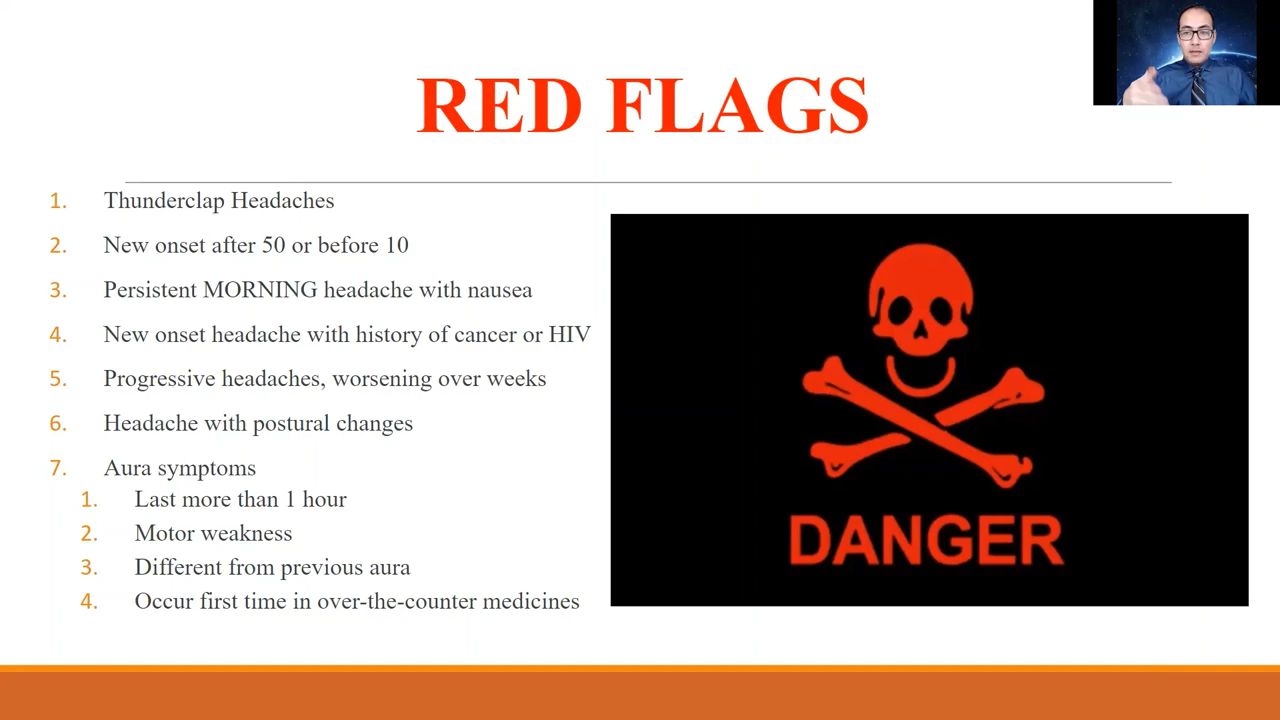 RED FLAGS
1. Thunderclap Headaches
2. New onset after 50 or before 10
3. Persistent MORNING headache with nausea
4. New onset headache with history of cancer or HIV
5. Progressive headaches, worsening over weeks
6. Headache with postural changes
7. Aura symptoms
1. Last more than 1 hour
2. Motor weakness
3. Different from previous aura
4. Occur first time in over-the-counter medicines
DANGER